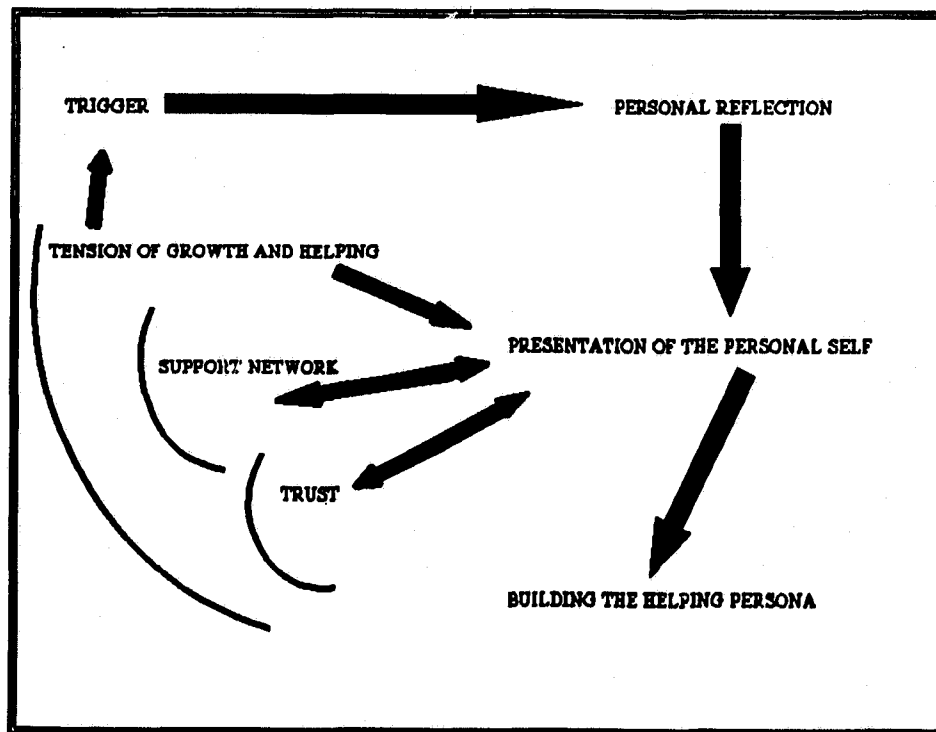 TRIGGER
PERSONAL REFLECTION
TENSION OF GROWTH AND HELPING
PRESENTATION OF THE PERSONAL SELF
SUPPORT NETWORK
TRUST
BUILDING THE HELPING PERSONA